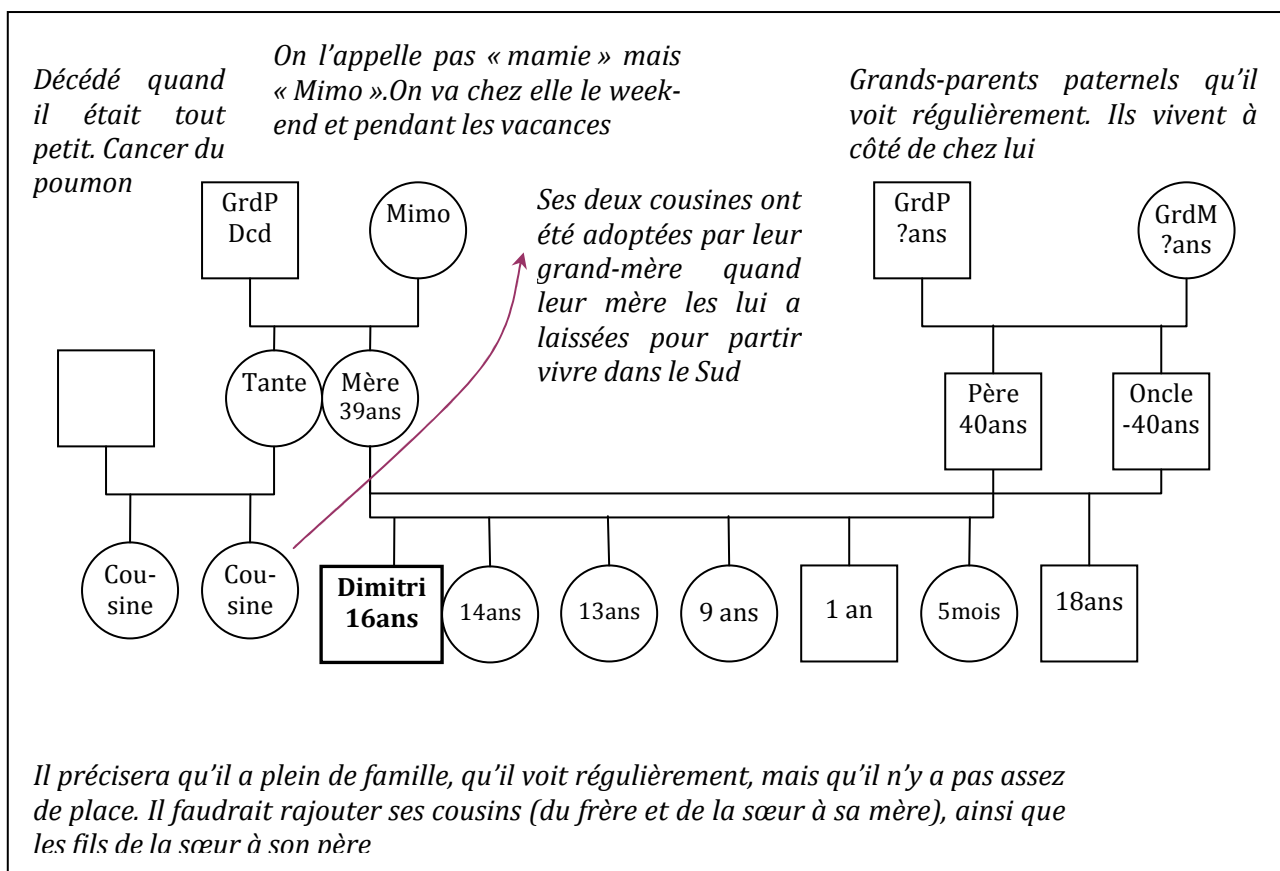 Décédé quand
il était tout
petit. Cancer du
poumon
On l'appelle pas « mamie » mais
« Mimo ».On va chez elle le week-
end et pendant les vacances
Grands-parents paternels qu'il
voit régulièrement. Ils vivent à
côté de chez lui
GrdP
Dcd
Mimo
Ses deux cousines ont
été adoptées par leur
grand-mère quand
leur mère les lui a
laissées pour partir
vivre dans le Sud
GrdP
?ans
GrdM
?ans
Tante
Mère
39ans
Père
40ans
Oncle
-40ans
Cou-
sine
Cou-
sine
Dimitri
16ans
14ans
13ans
9 ans
1 an
5mois
18ans
Il précisera qu'il a plein de famille, qu'il voit régulièrement, mais qu'il n'y a pas assez
de place. Il faudrait rajouter ses cousins (du frère et de la sœur à sa mère), ainsi que
les fils de la sœur à son père